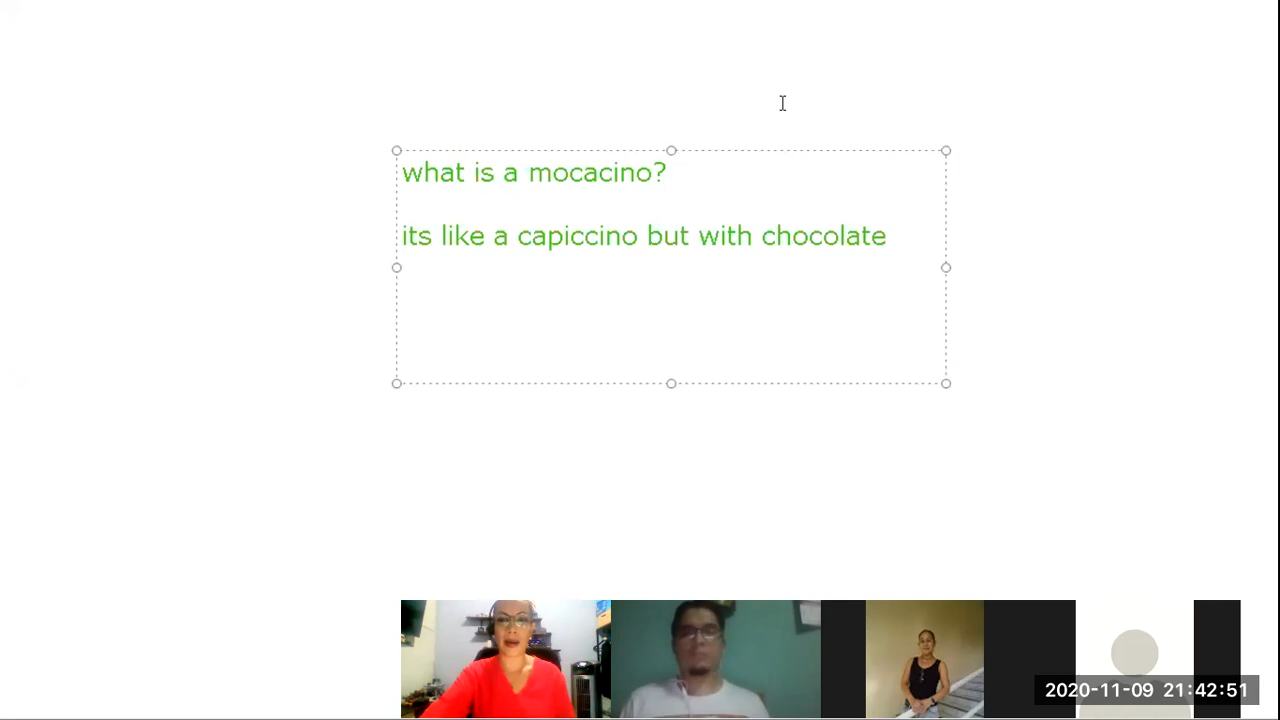 what is a mocacino?
its like a capiccino but with chocolate
2020-11-09 21:42:51